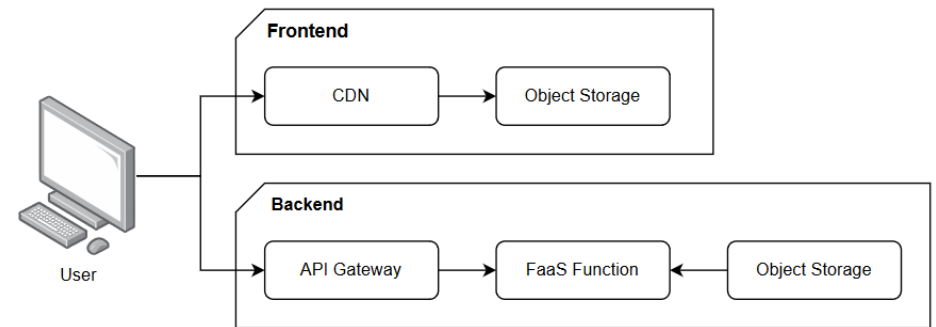 Frontend
CDN
Object Storage
User
Backend
API Gateway
FaaS Function
Object Storage